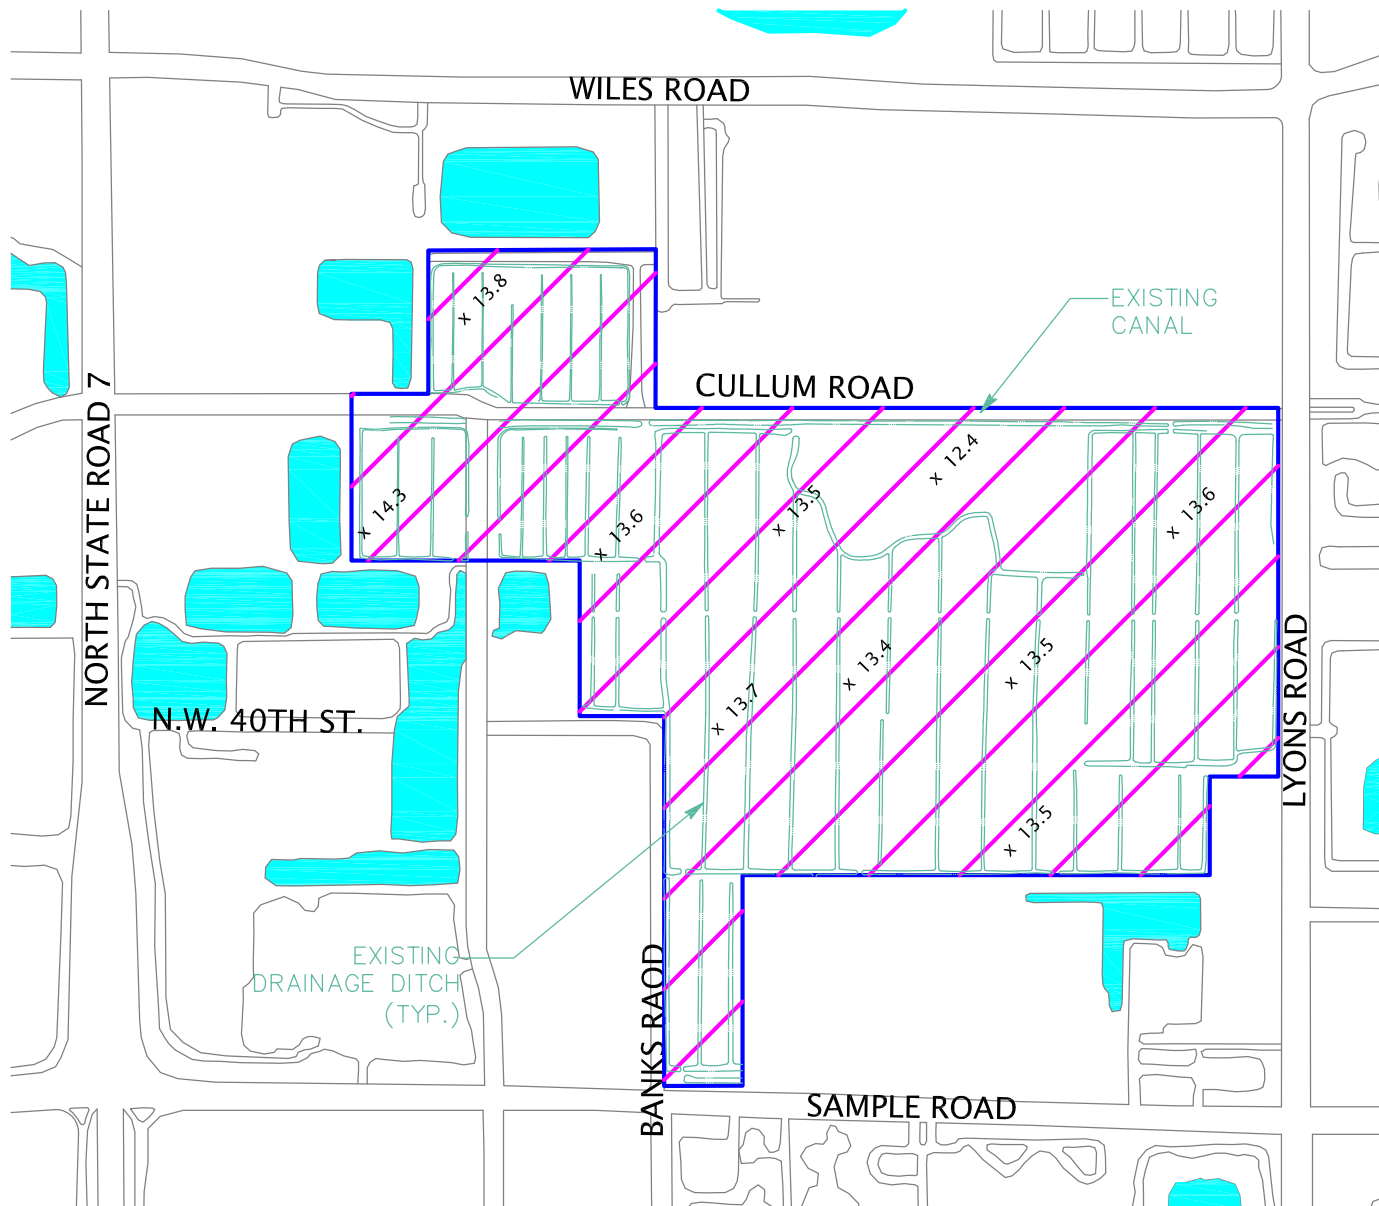 WILES ROAD
x 13.8
EXISTING
CANAL
CULLUM ROAD
NORTH STATE ROAD 7
x 12.4
x 14.3
x 13.6
x 13.5
x 13.6
LYONS ROAD
x 13.4
x 13.5
x 13.7
N.W. 40TH ST.
x 13.5
EXISTING
DRAINAGE DITCH
(TYP.)
BANKS RAOD
SAMPLE ROAD